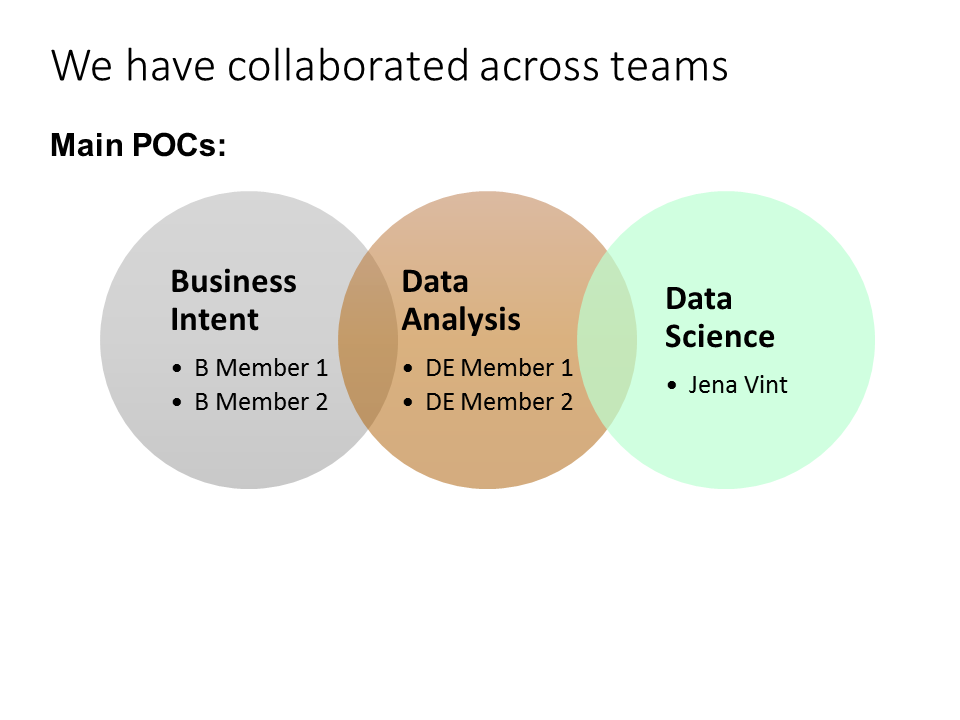 We have collaborated across teams
Main POCs:
Business
Intent
• B Member 1
• B Member 2
Data
Analysis
• DE Member 1
• DE Member 2
Data
Science
• Jena Vint